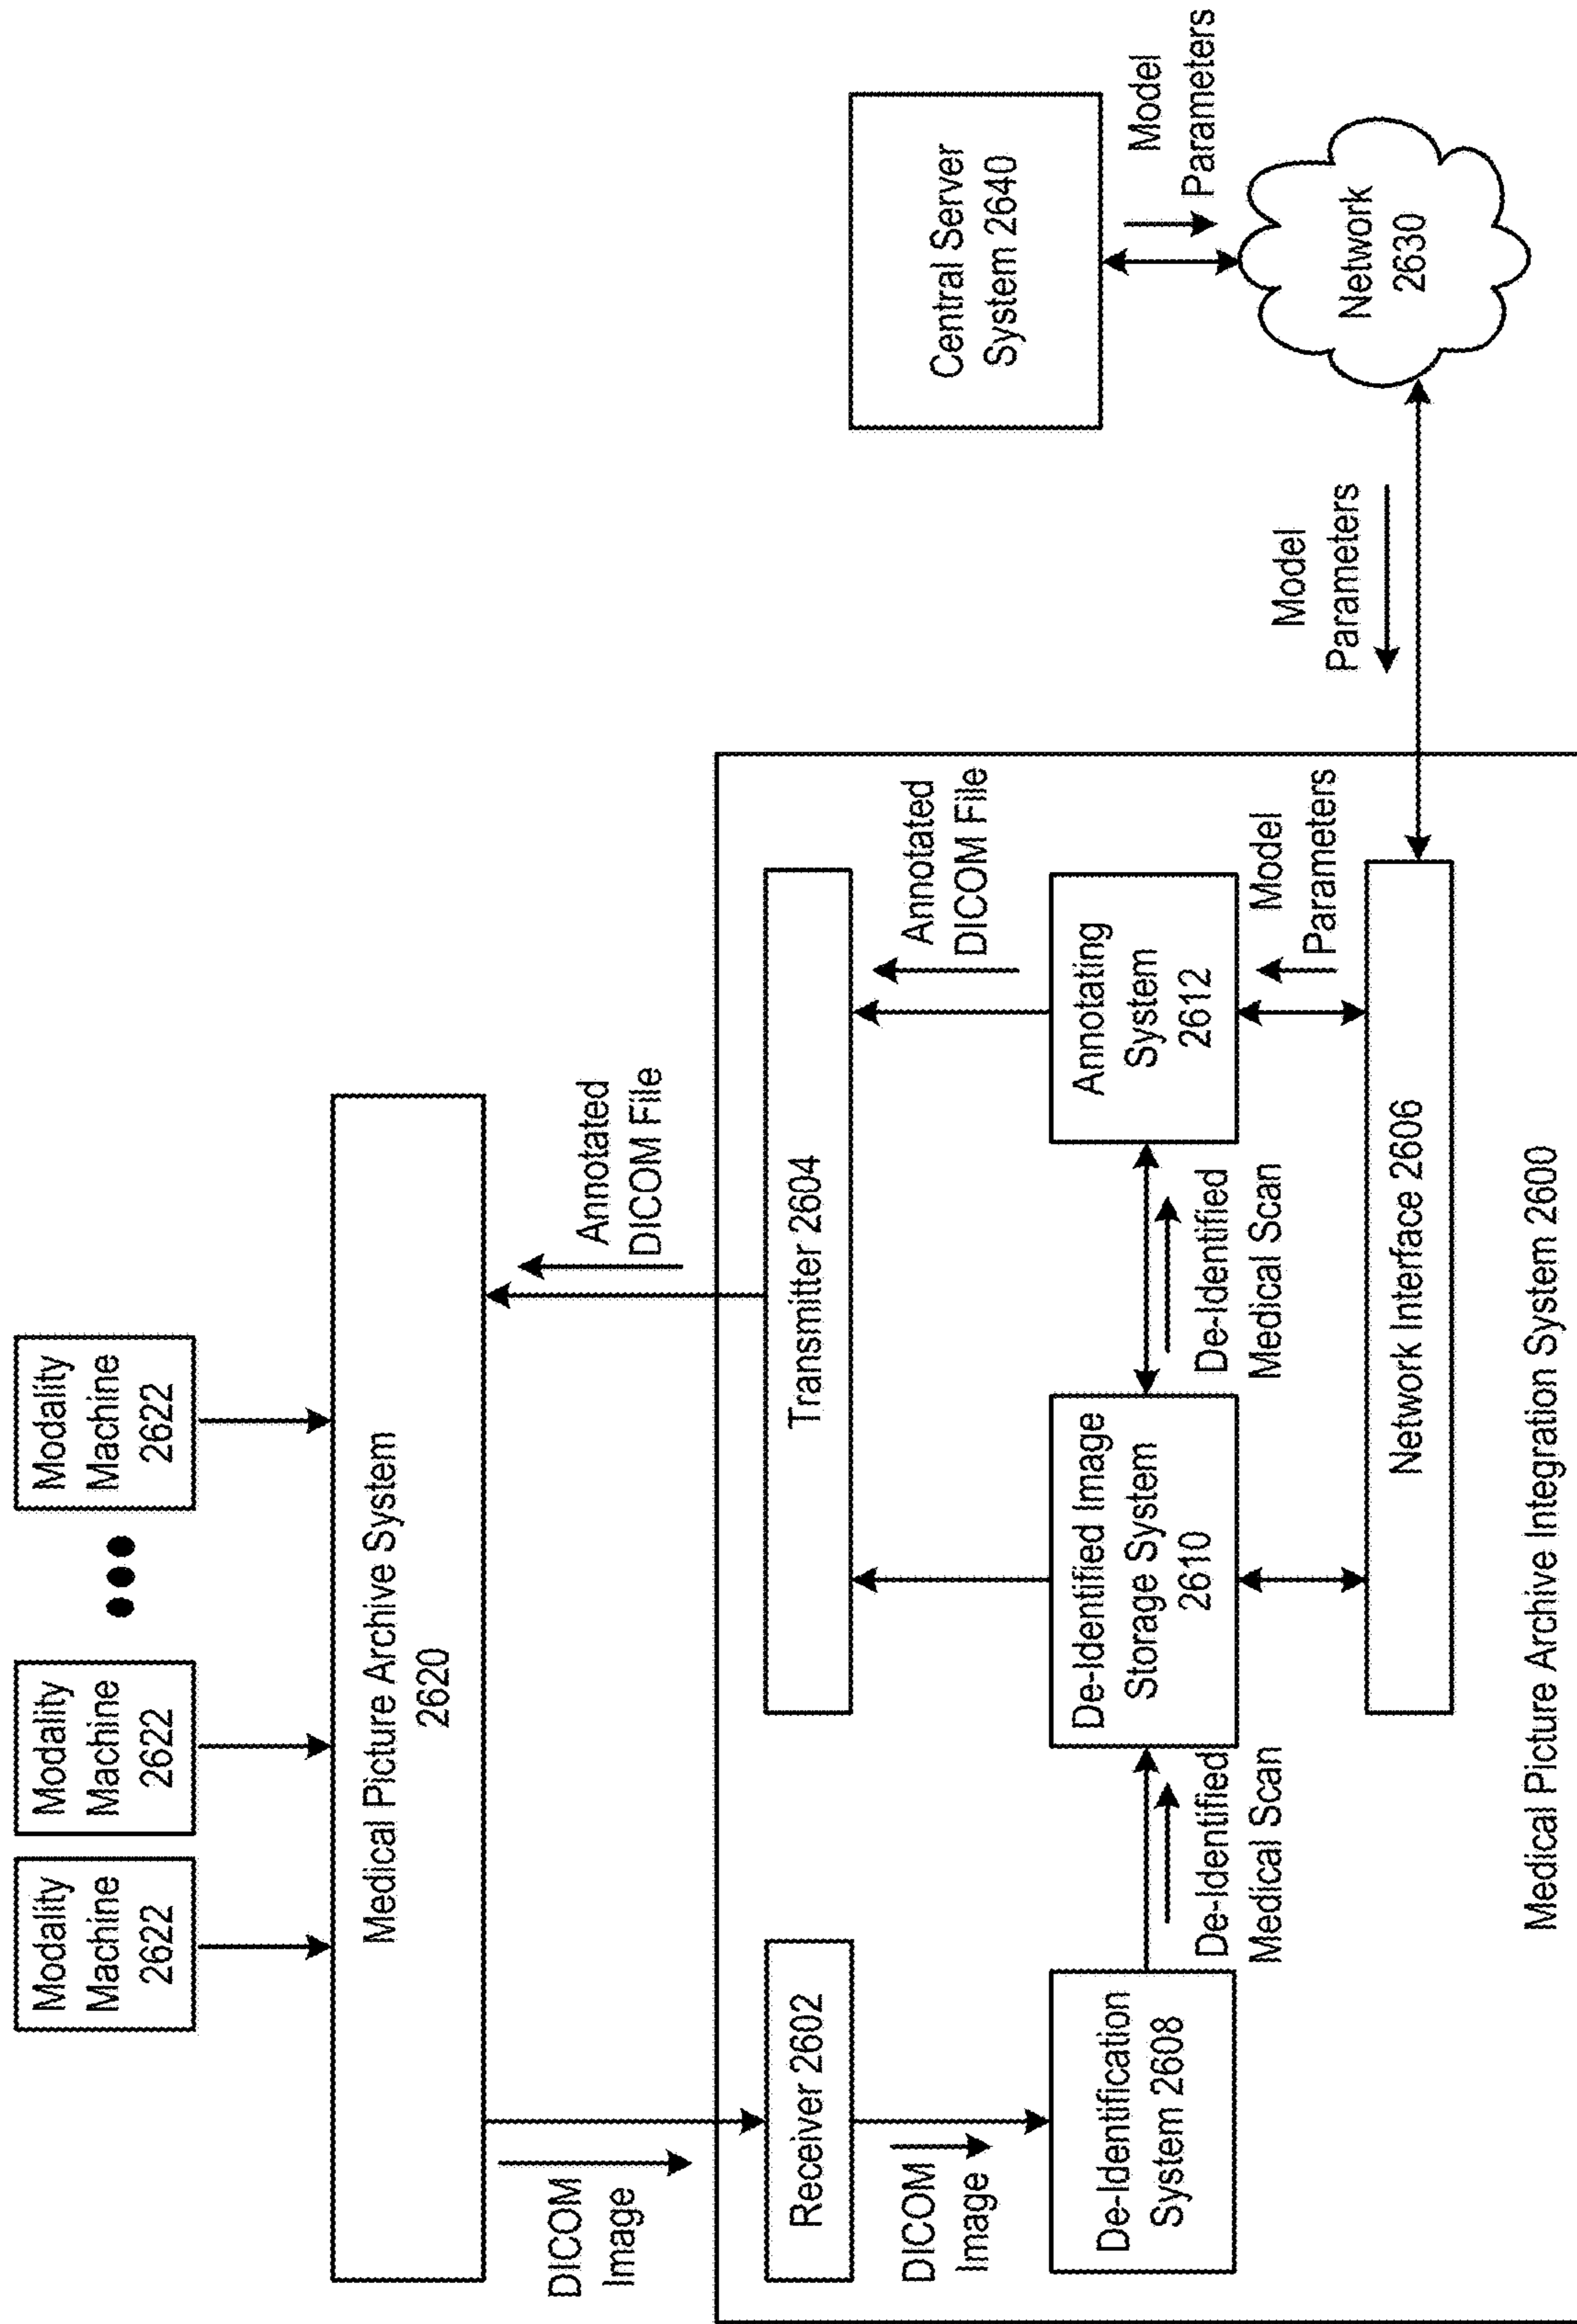 Modality
Machine
2622
Modality
Machine
2622
Modality
Machine
2622
Medical Picture Archive System
2620
DICOM
Image
Annotated
DICOM File
Receiver 2602
Transmitter 2604
DICOM
Image
Annotated
DICOM File
De-Identification
System 2608
De-Identified
Medical Scan
De-Identified Image
Storage System
2610
De-Identified
Medical Scan
Annotating
System
2612
Model
Parameters
Network Interface 2606
Medical Picture Archive Integration System 2600
Central Server
System 2640
Model
Parameters
Model
Parameters
Network
2630